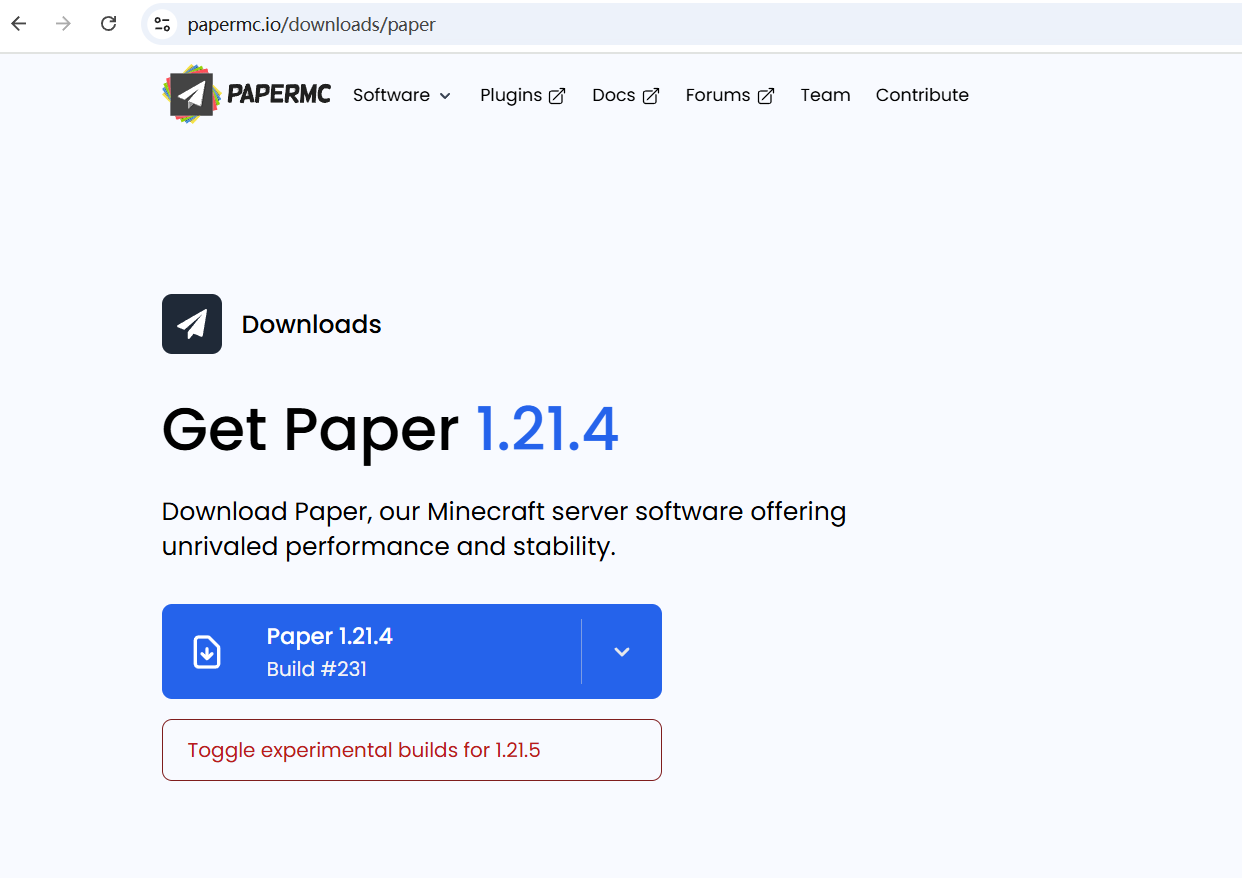 papermc.io/downloads/paper
PAPERMC Software Plugins Docs Forums Team Contribute
Downloads
Get Paper 1.21.4
Download Paper, our Minecraft server software offering
unrivaled performance and stability.
Paper 1.21.4
Build #231
Toggle experimental builds for 1.21.5